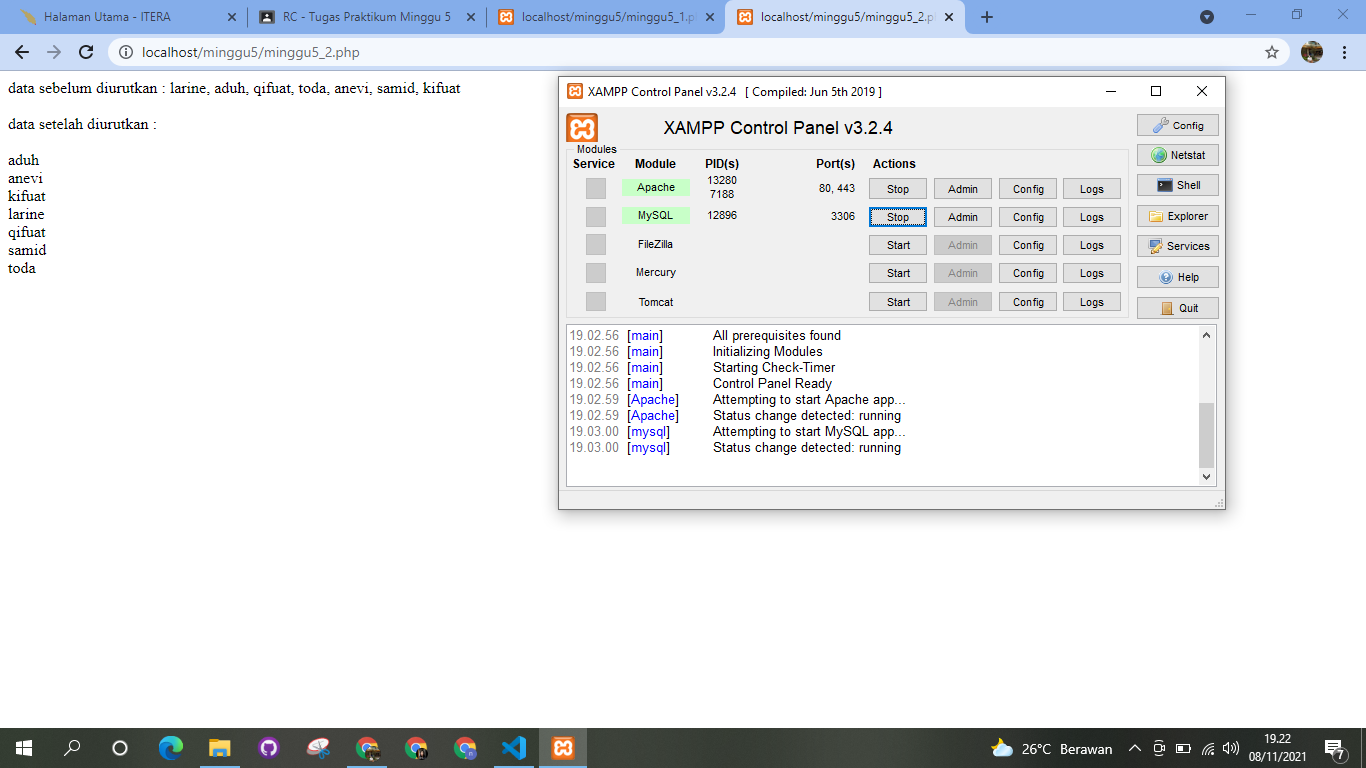 Halaman Utama - ITERA
RC - Tugas Praktikum Minggu 5
localhost/minggu5/minggu5_1.p
localhost/minggu5/minggu5_2.p
localhost/minggu5/minggu5_2.php
data sebelum diurutkan : larine, aduh, qifuat, toda, anevi, samid, kifuat
data setelah diurutkan :
aduh
anevi
kifuat
larine
qifuat
samid
toda
XAMPP Control Panel v3.2.4 [ Compiled: Jun 5th 2019 ]
XAMPP Control Panel v3.2.4
Modules
Service Module PID(s) Port(s) Actions
Apache 13280 7188 80, 443 Stop Admin Config Logs
MySQL 12896 3306 Stop Admin Config Logs
FileZilla Start Admin Config Logs
Mercury Start Admin Config Logs
Tomcat Start Admin Config Logs
Config
Netstat
Shell
Explorer
Services
Help
Quit
19.02.56 [main] All prerequisites found
19.02.56 [main] Initializing Modules
19.02.56 [main] Starting Check-Timer
19.02.56 [main] Control Panel Ready
19.02.59 [Apache] Attempting to start Apache app...
19.02.59 [Apache] Status change detected: running
19.03.00 [mysql] Attempting to start MySQL app...
19.03.00 [mysql] Status change detected: running
26°C Berawan
19.22
08/11/2021
7